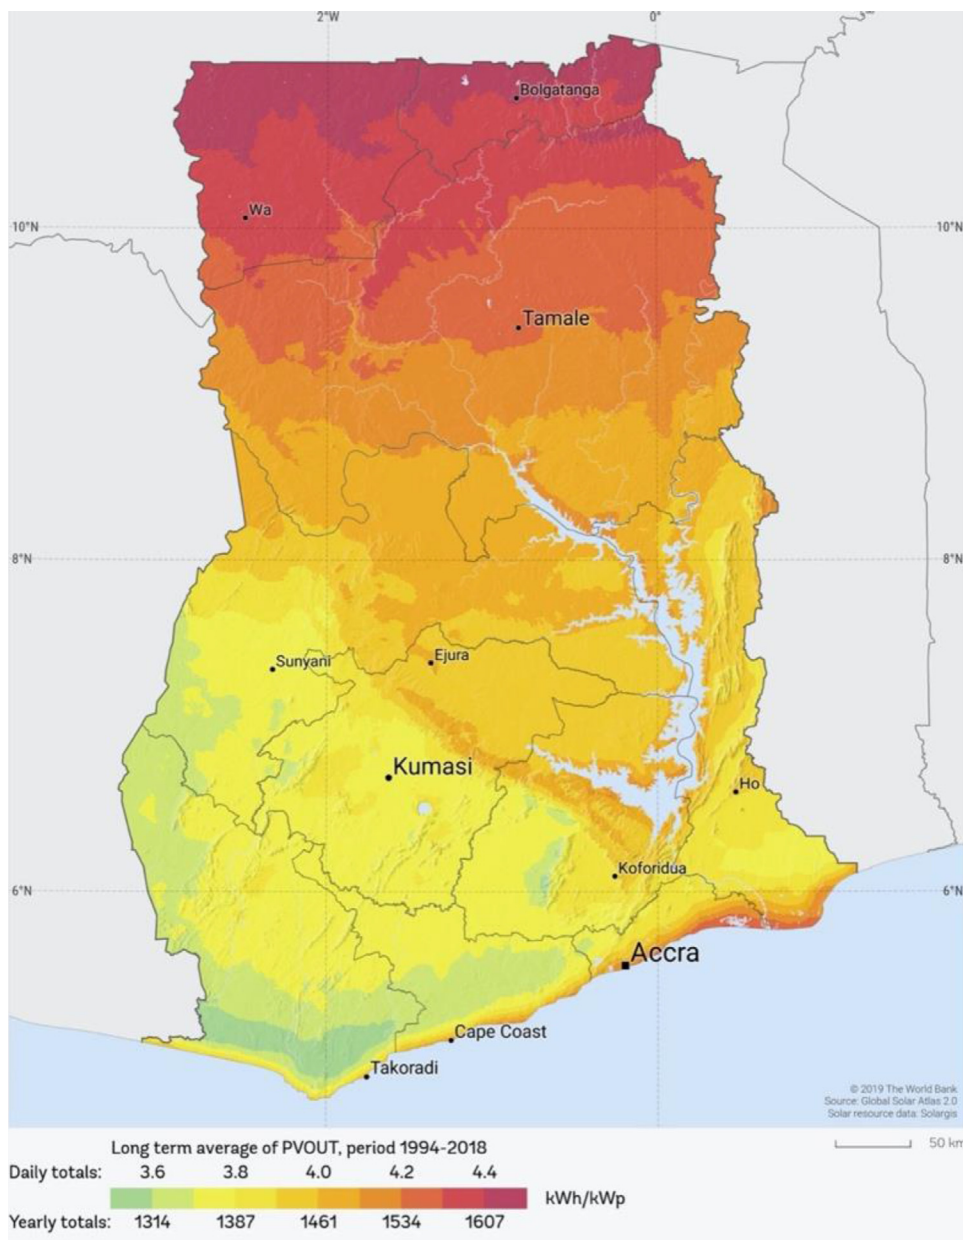 2°W 0°
Bolgatanga
Wa
10°N 10°N
Tamale
8°N 8°N
Ejura
Sunyani
Kumasi
Ho
Koforidua
6°N 6°N
Accra
Cape Coast
Takoradi
© 2019 The World Bank
Source: Global Solar Atlas 2.0
Solar resource data: Solargis
Long term average of PVOUT, period 1994-2018
50 km
Daily totals: 3.6 3.8 4.0 4.2 4.4
kWh/kWp
Yearly totals: 1314 1387 1461 1534 1607